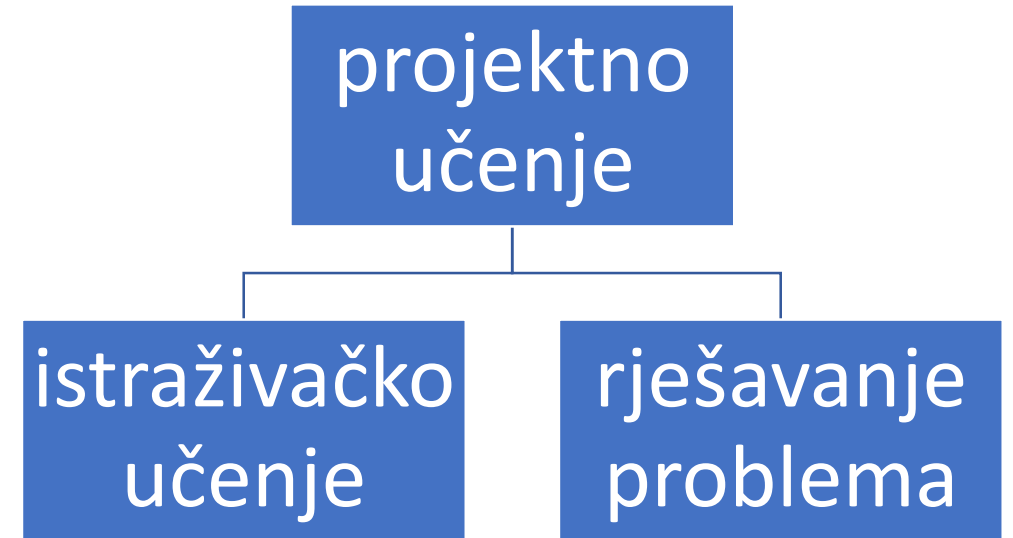 projektno
učenje
istraživačko
učenje
rješavanje
problema